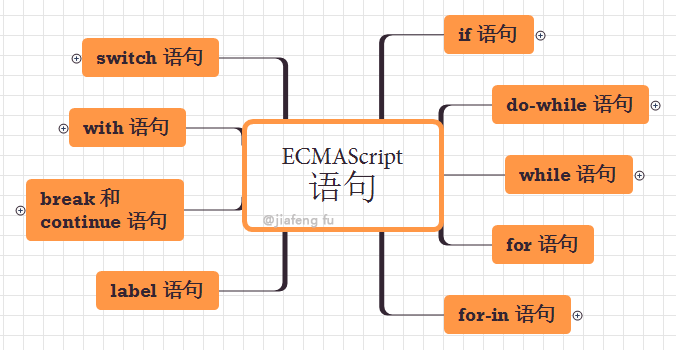 ECMAScript
语句
@jiafeng fu
if 语句
do-while 语句
while 语句
for 语句
for-in 语句
switch 语句
with 语句
break 和
continue 语句
label 语句